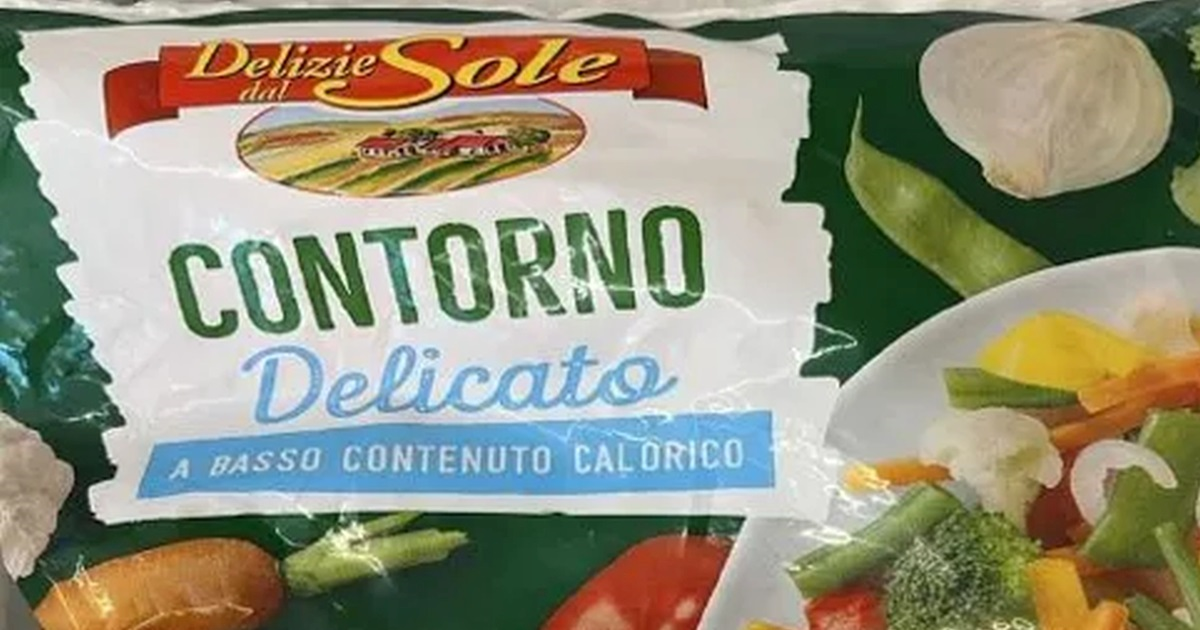 Delizie
dal Sole
CONTORNO
Delicato
A BASSO CONTENUTO CALORICO